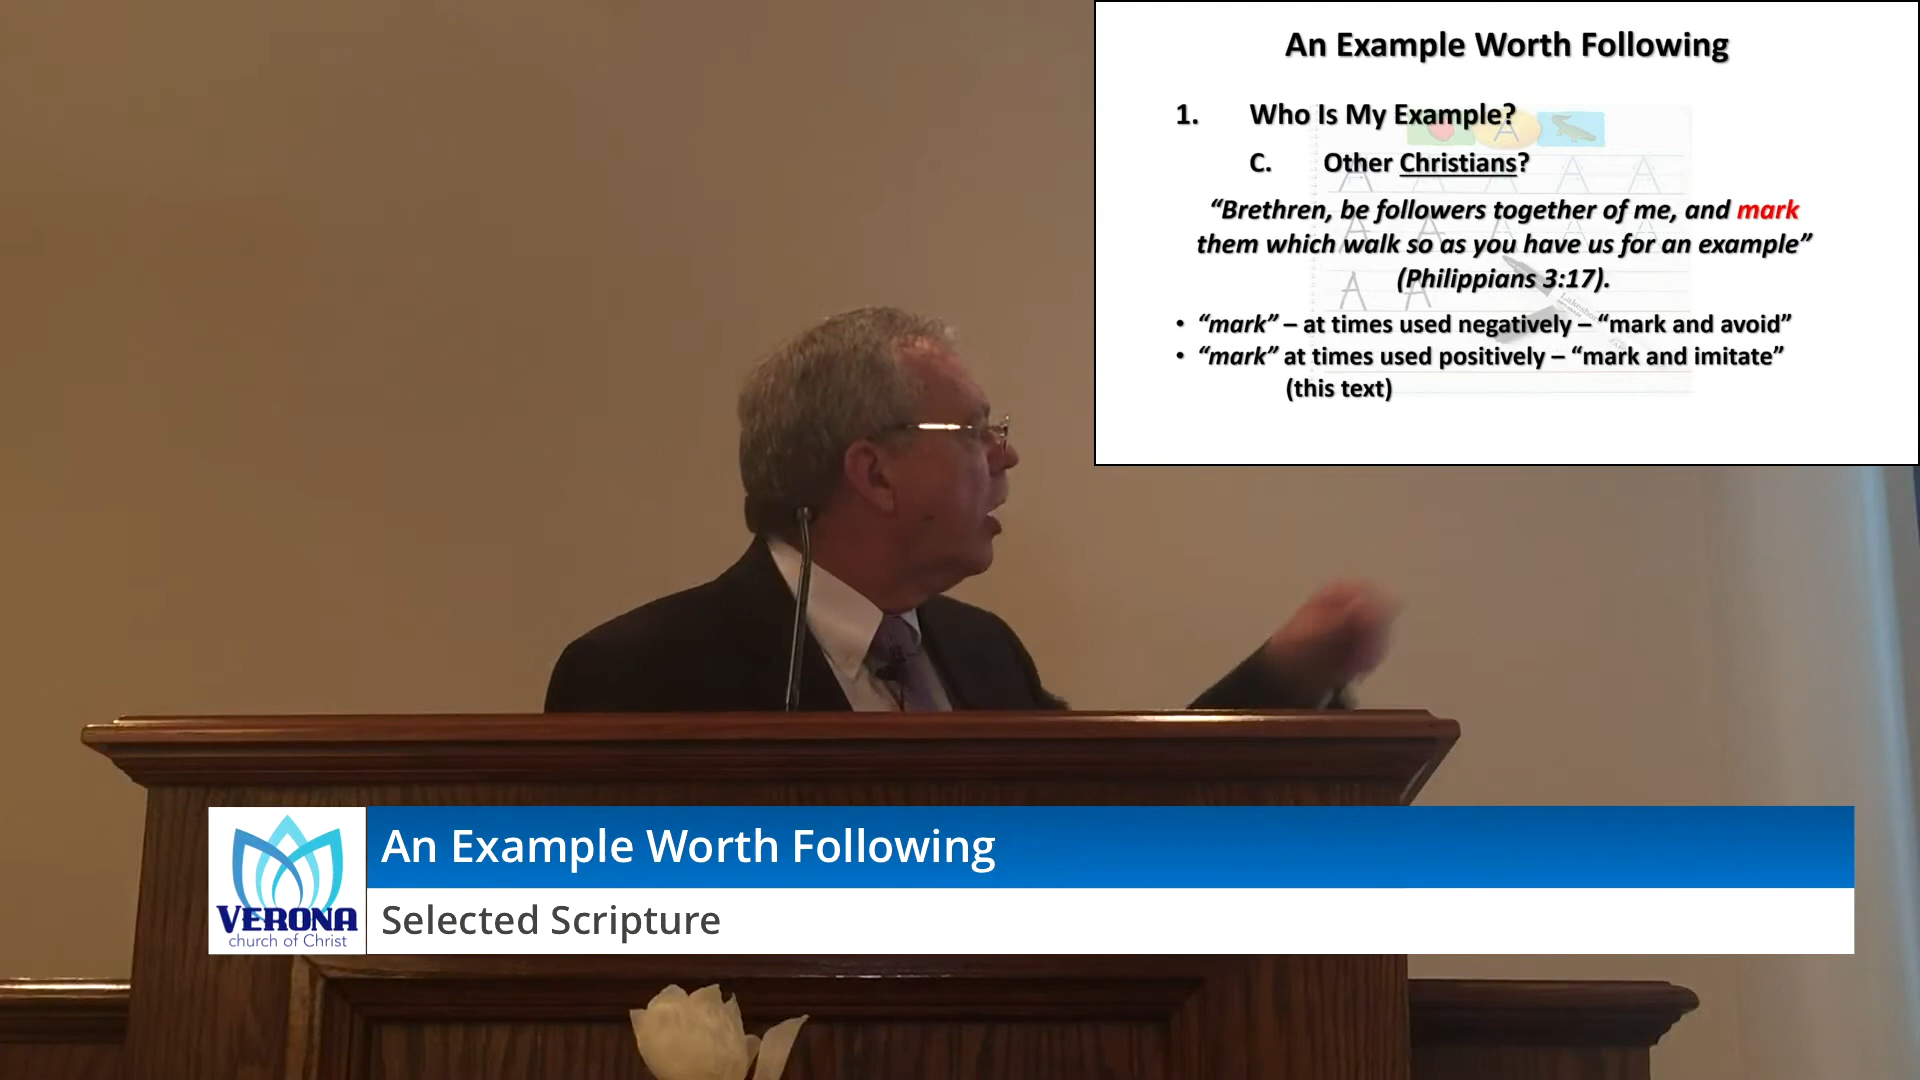 An Example Worth Following
1. Who Is My Example?
C. Other Christians?
“Brethren, be followers together of me, and mark
them which walk so as you have us for an example”
(Philippians 3:17).
• “mark” – at times used negatively – “mark and avoid”
• “mark” at times used positively – “mark and imitate”
(this text)
An Example Worth Following
VERONA
church of Christ
Selected Scripture